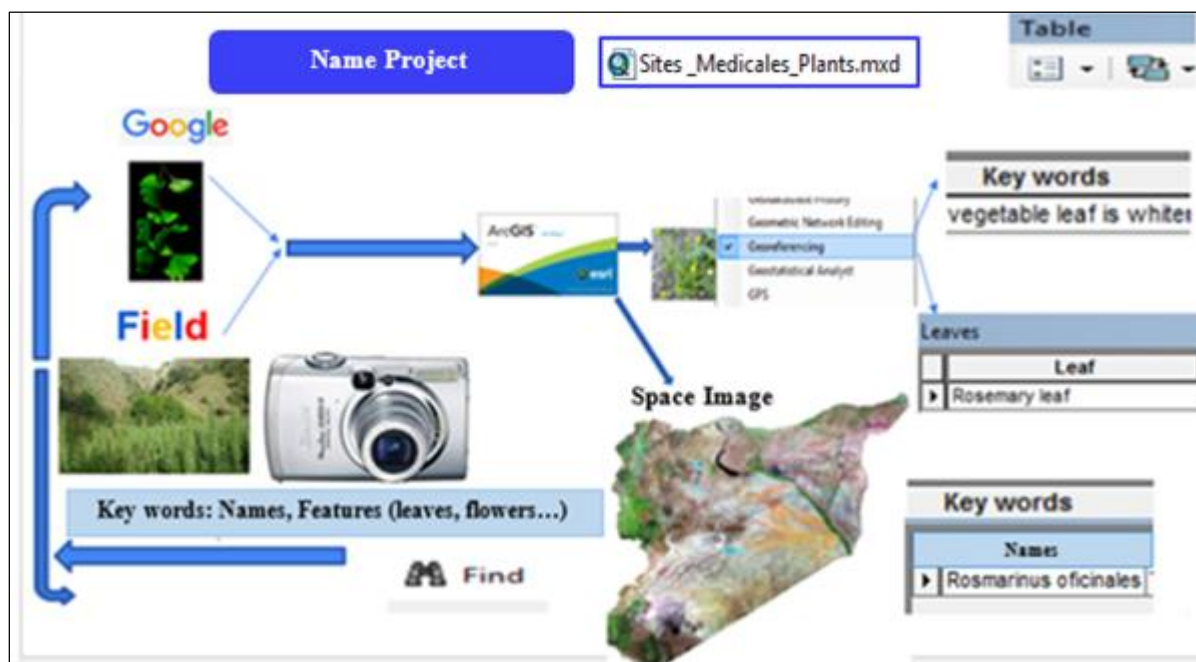 Name Project
Sites _Medicales_Plants.mxd
Table
Google
Key words
vegetable leaf is white
ArcGIS
esri
Geometric Network Editing
Georeferencing
Geostatistical Analyst
GPS
Field
Leaves
Leaf
Rosemary leaf
Space Image
Key words: Names, Features (leaves, flowers…)
Find
Key words
Names
Rosmarinus oficinales